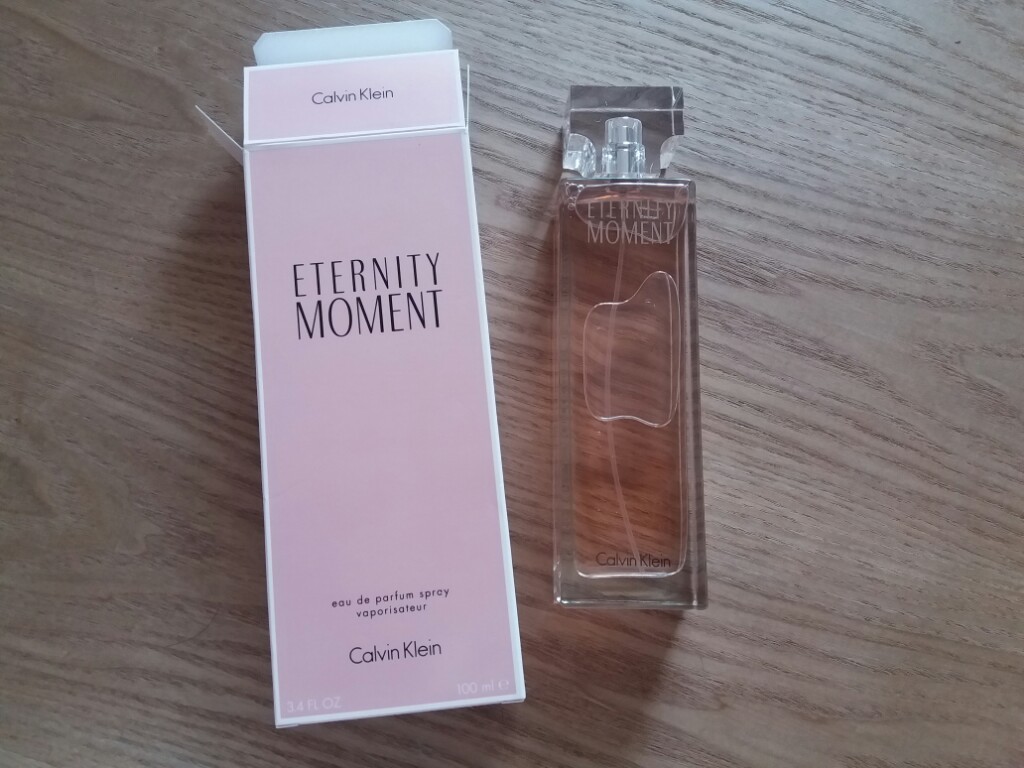 Calvin Klein
ETERNITY
MOMENT
eau de parfum spray
vaporisateur
Calvin Klein
3.4 FL OZ
100 ml ℮
ETERNITY
MOMENT
Calvin Klein